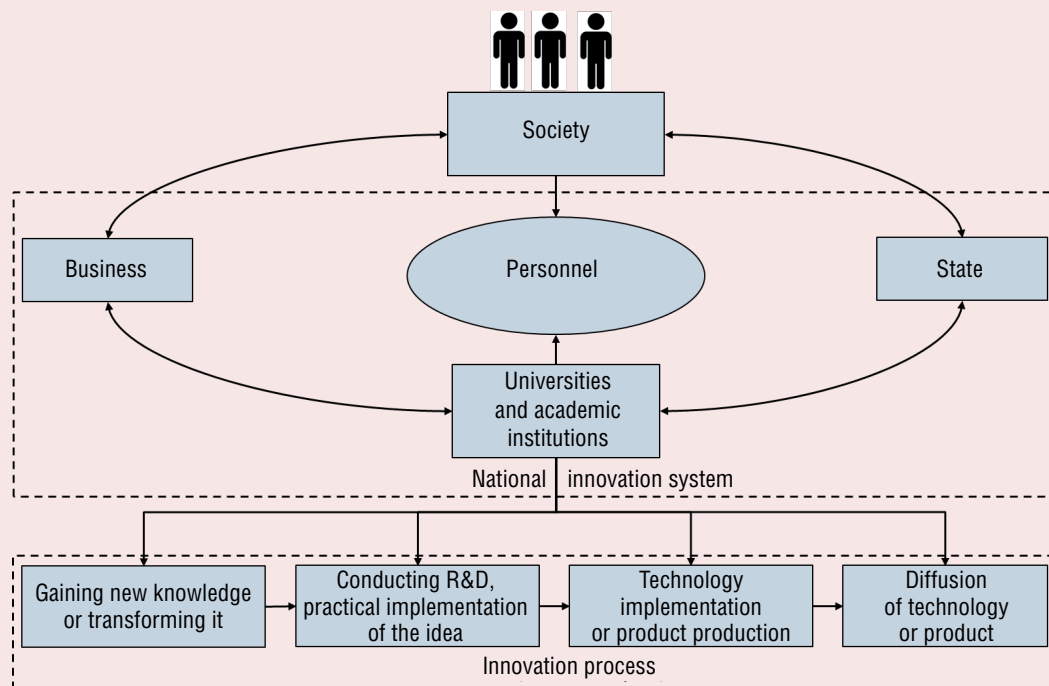 Society
Business
Personnel
State
Universities
and academic
institutions
National innovation system
Gaining new knowledge
or transforming it
Conducting R&D,
practical implementation
of the idea
Technology
implementation
or product production
Diffusion
of technology
or product
Innovation process